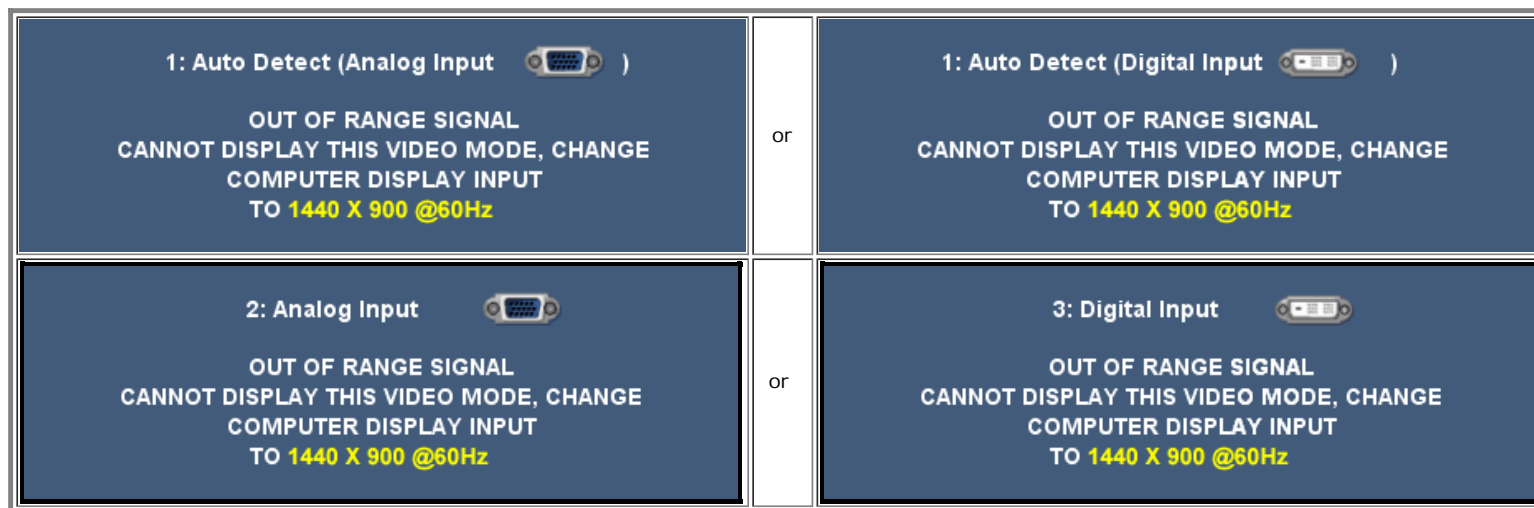 1: Auto Detect (Analog Input )
OUT OF RANGE SIGNAL
CANNOT DISPLAY THIS VIDEO MODE, CHANGE
COMPUTER DISPLAY INPUT
TO 1440 X 900 @60Hz
or
1: Auto Detect (Digital Input )
OUT OF RANGE SIGNAL
CANNOT DISPLAY THIS VIDEO MODE, CHANGE
COMPUTER DISPLAY INPUT
TO 1440 X 900 @60Hz
2: Analog Input
OUT OF RANGE SIGNAL
CANNOT DISPLAY THIS VIDEO MODE, CHANGE
COMPUTER DISPLAY INPUT
TO 1440 X 900 @60Hz
or
3: Digital Input
OUT OF RANGE SIGNAL
CANNOT DISPLAY THIS VIDEO MODE, CHANGE
COMPUTER DISPLAY INPUT
TO 1440 X 900 @60Hz